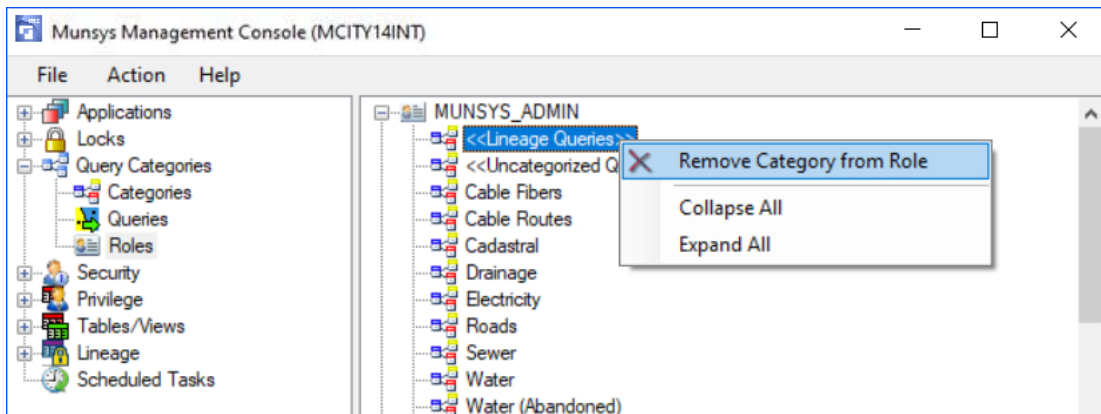 Munsys Management Console (MCITY14INT)
File Action Help
Applications
Locks
Query Categories
Categories
Queries
Roles
Security
Privilege
Tables/Views
Lineage
Scheduled Tasks
MUNSYS_ADMIN
<<Lineage Queries>>
<<Uncategorized Q
Cable Fibers
Cable Routes
Cadastral
Drainage
Electricity
Roads
Sewer
Water
Water (Abandoned)
Remove Category from Role
Collapse All
Expand All